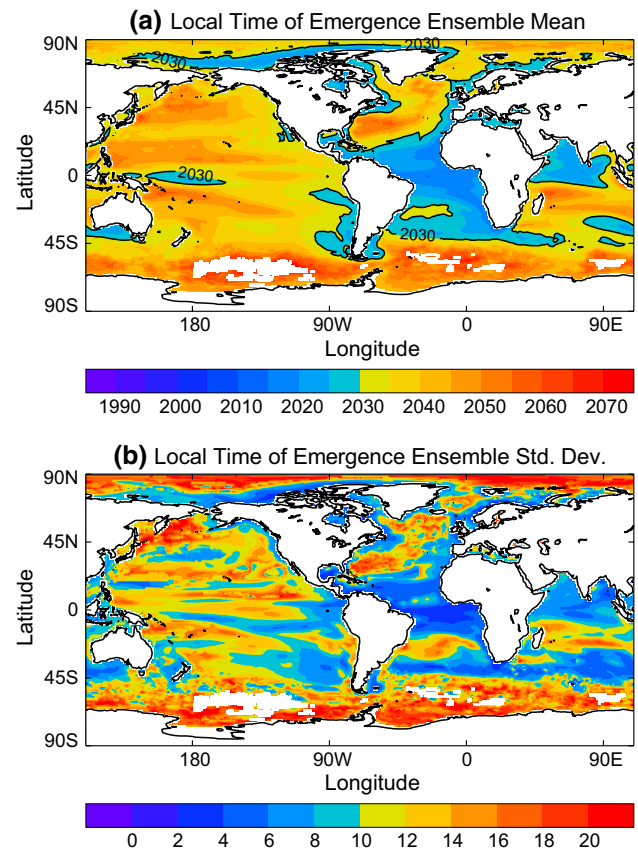 (a) Local Time of Emergence Ensemble Mean
90N
2030
2030
45N
Latitude
0
2030
45S
2030
90S
180 90W 0 90E
Longitude
1990 2000 2010 2020 2030 2040 2050 2060 2070
(b) Local Time of Emergence Ensemble Std. Dev.
90N
45N
Latitude
0
45S
90S
180 90W 0 90E
Longitude
0 2 4 6 8 10 12 14 16 18 20